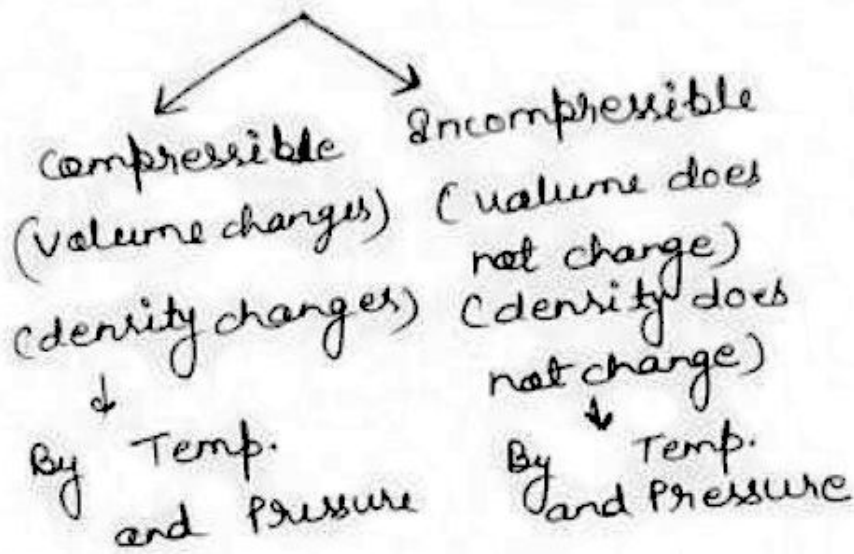 Compressible
(volume changes)
(density changes)
By Temp.
and Pressure
Incompressible
(volume does
not change)
(density does
not change)
By Temp.
and Pressure